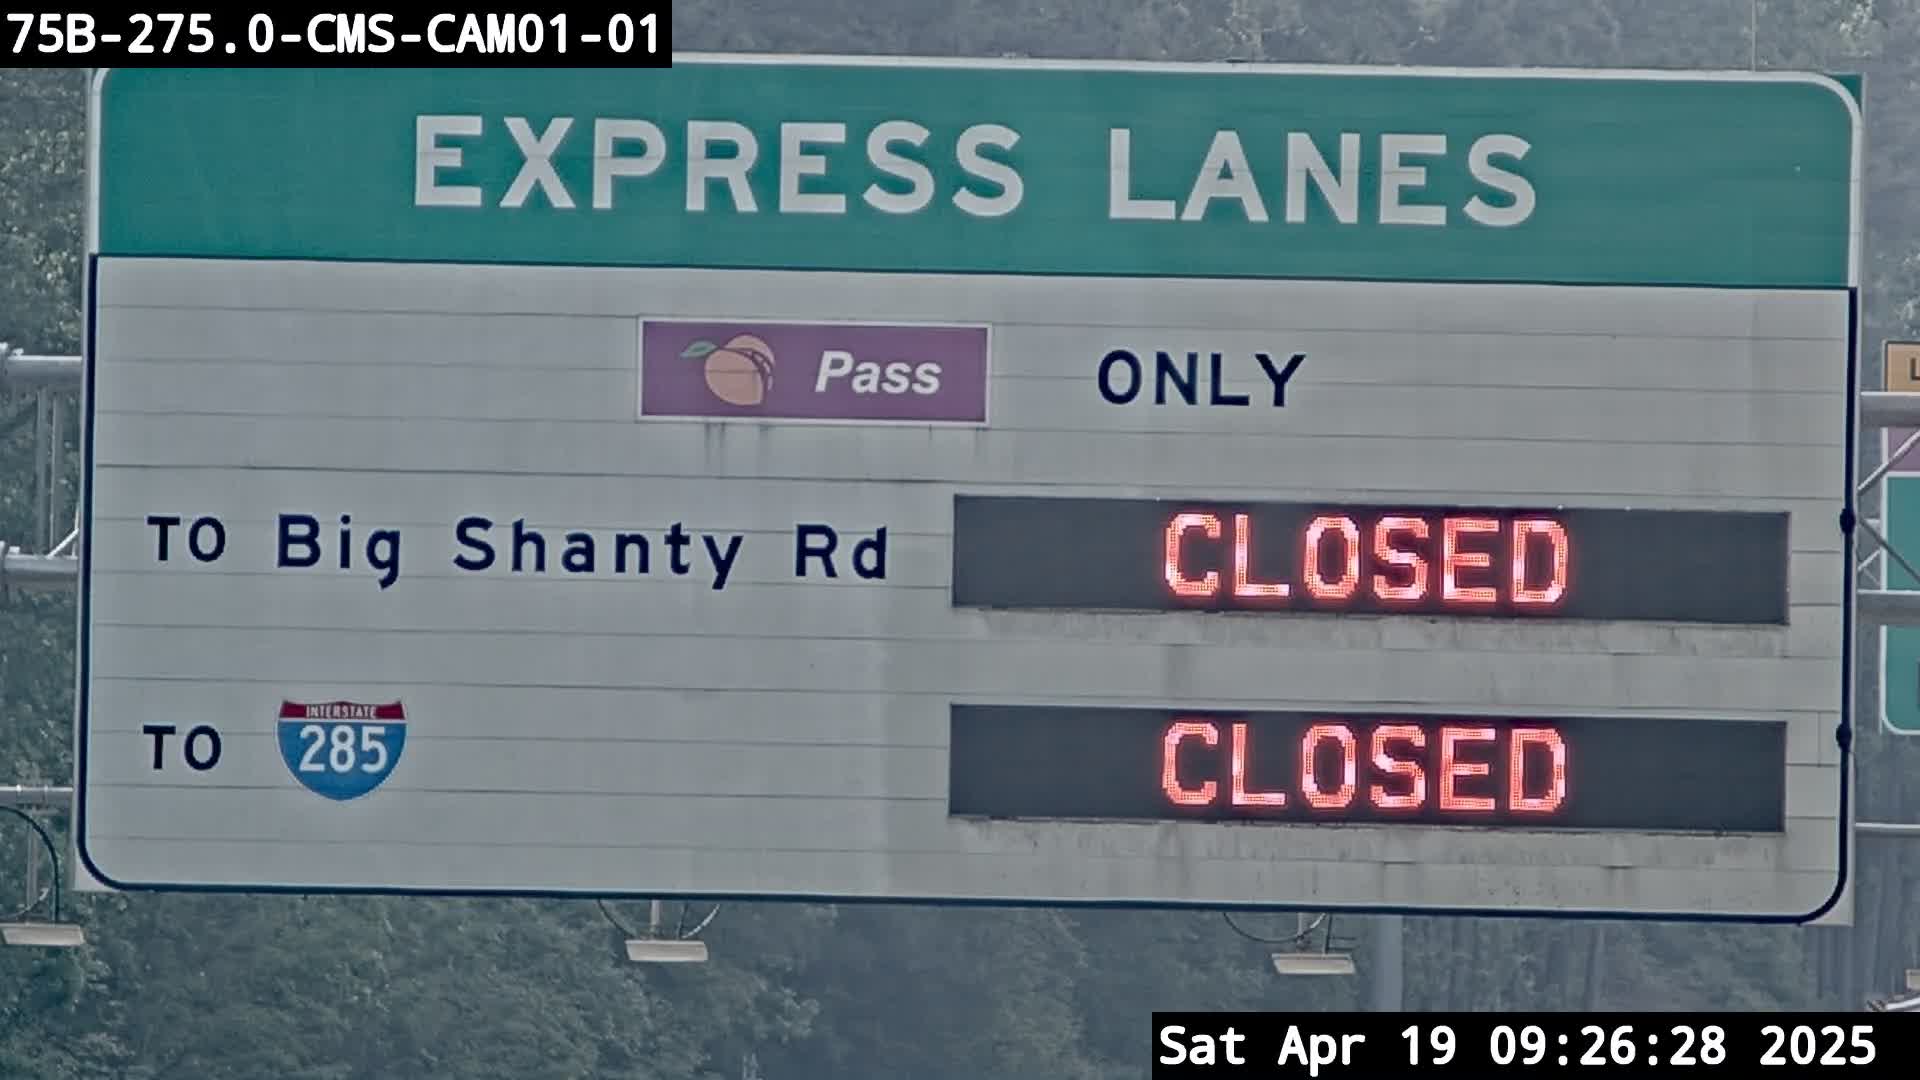 75B-275.0-CMS-CAM01-01
EXPRESS LANES
Pass ONLY
TO Big Shanty Rd CLOSED
TO INTERSTATE 285 CLOSED
Sat Apr 19 09:26:28 2025